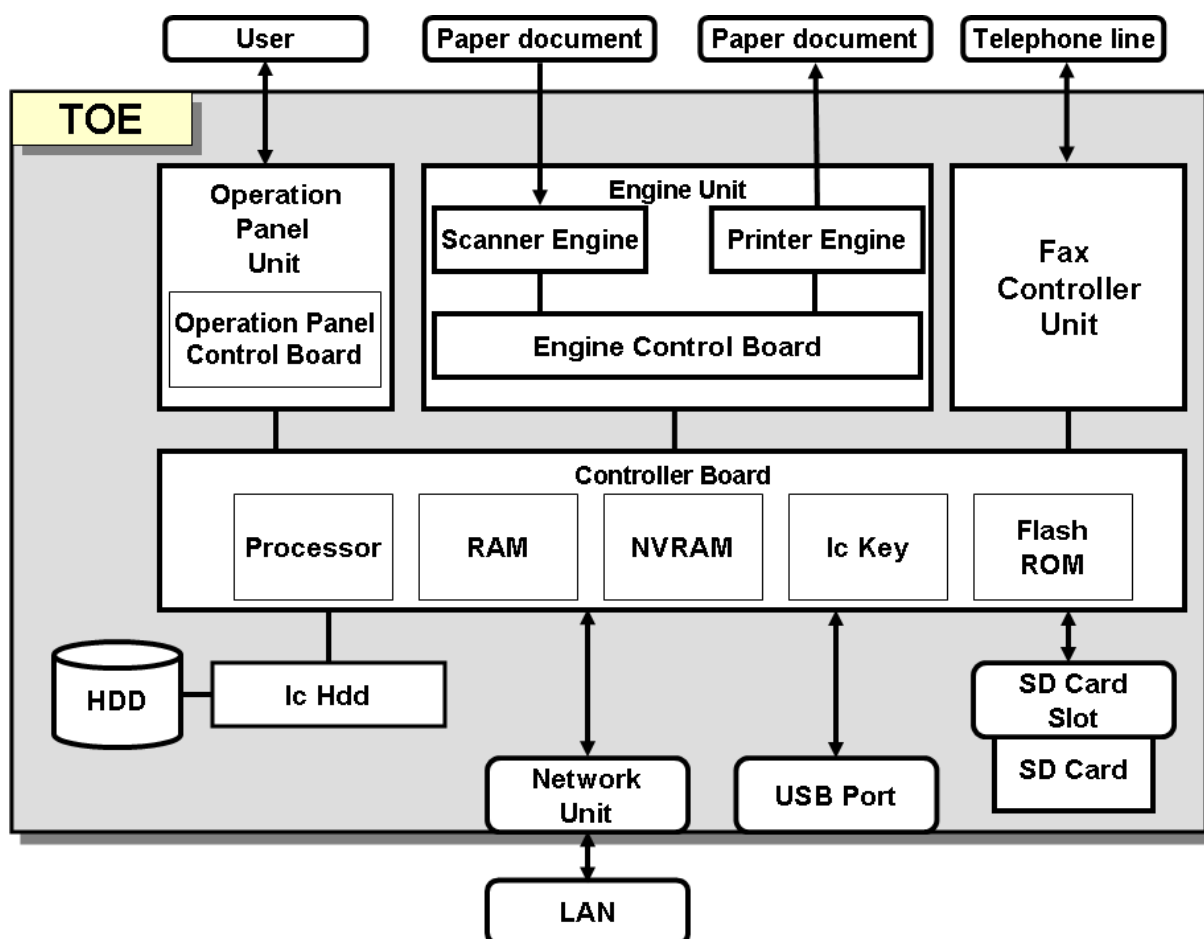 User
Paper document
Paper document
Telephone line
TOE
Operation
Panel
Unit
Operation Panel
Control Board
Engine Unit
Scanner Engine
Printer Engine
Engine Control Board
Fax
Controller
Unit
Controller Board
Processor
RAM
NVRAM
Ic Key
Flash
ROM
HDD
Ic Hdd
Network
Unit
USB Port
SD Card
Slot
SD Card
LAN